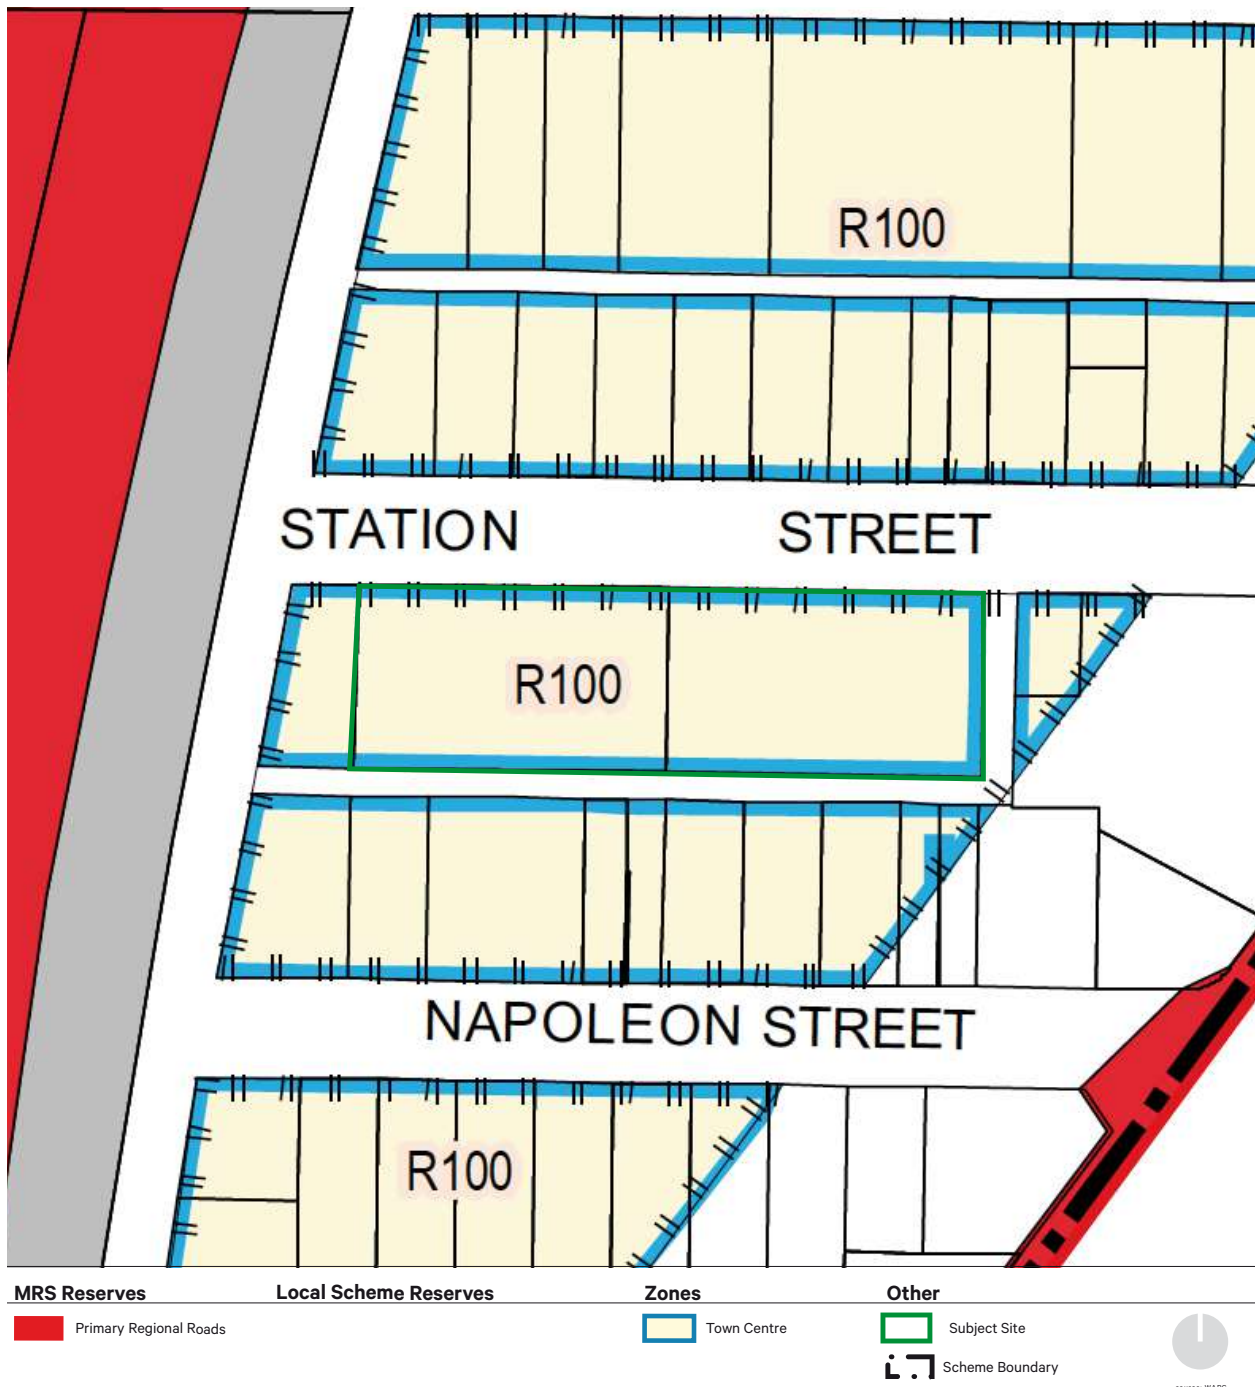 R100
STATION STREET
R100
NAPOLEON STREET
R100
MRS Reserves Local Scheme Reserves Zones Other
Primary Regional Roads Town Centre Subject Site
Scheme Boundary